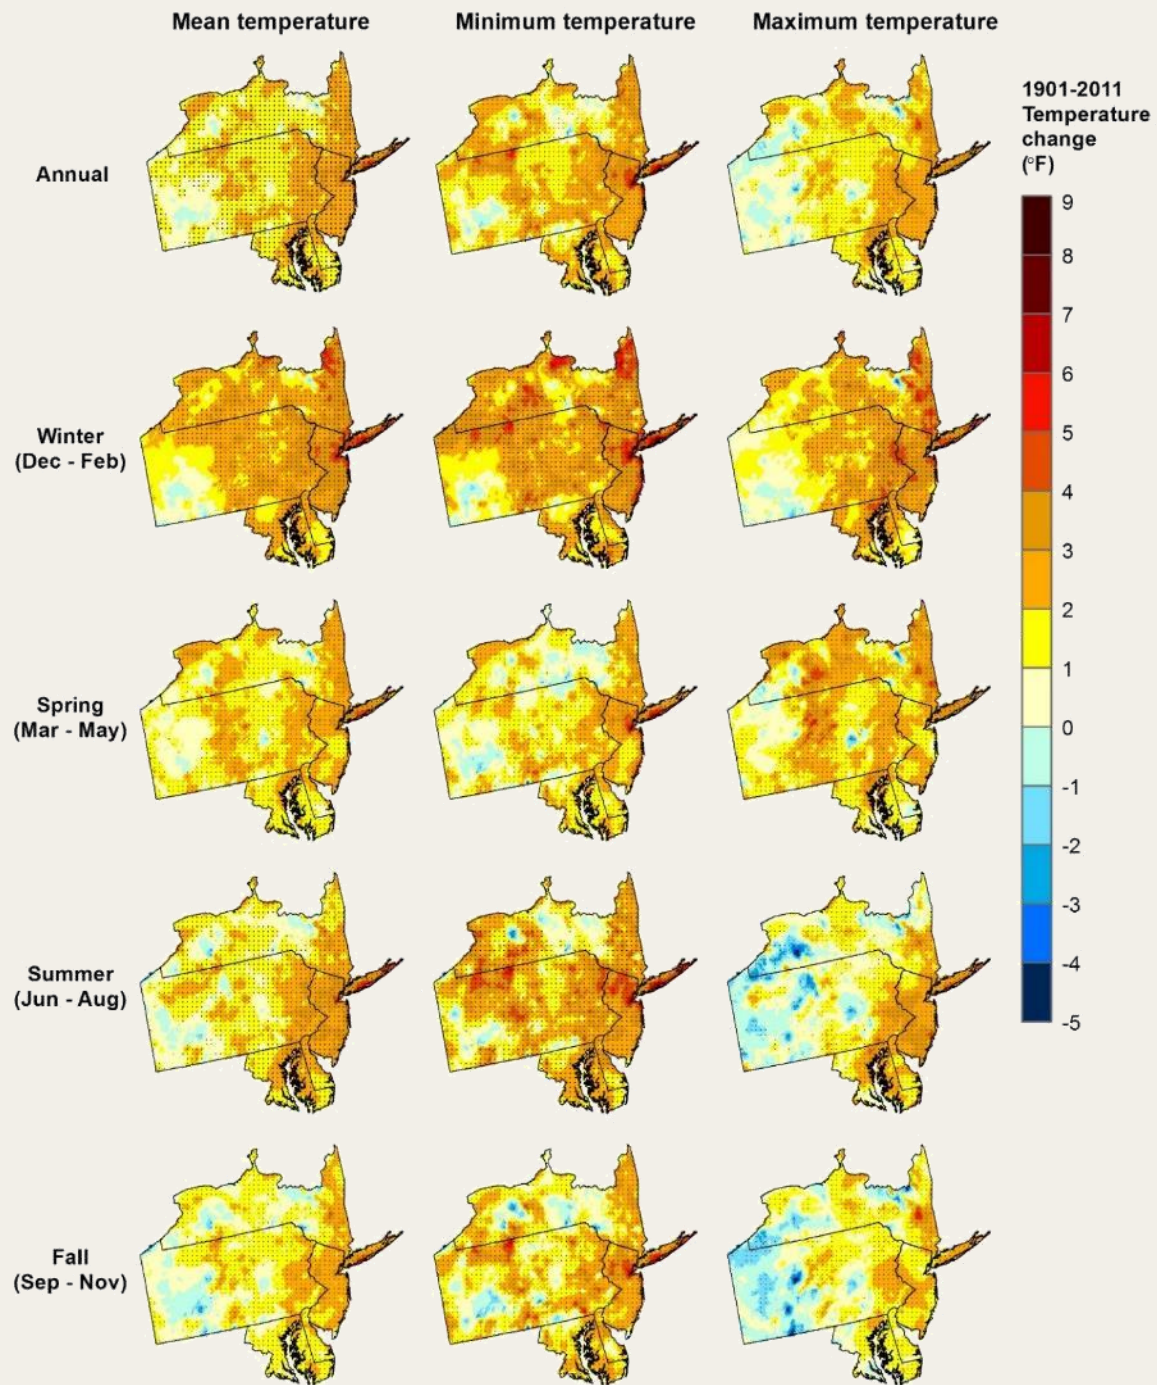 Mean temperature
Minimum temperature
Maximum temperature
1901-2011
Temperature
change
(°F)
Annual
Winter
(Dec - Feb)
Spring
(Mar - May)
Summer
(Jun - Aug)
Fall
(Sep - Nov)
9
8
7
6
5
4
3
2
1
0
-1
-2
-3
-4
-5